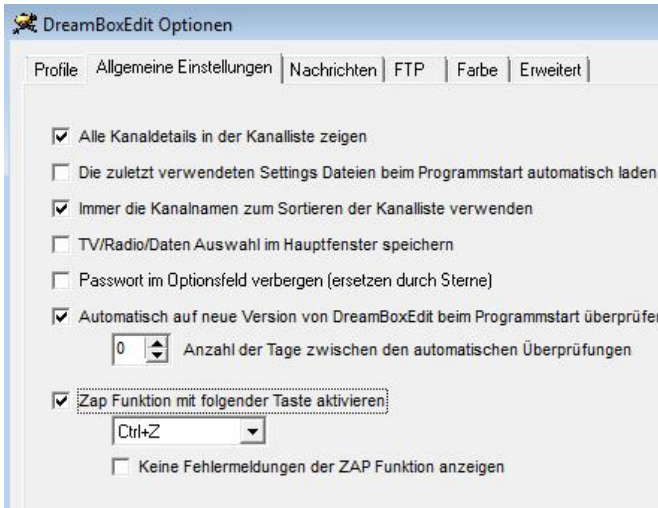 DreamBoxEdit Optionen
Profile Allgemeine Einstellungen Nachrichten FTP Farbe Erweitert
Alle Kanaldetails in der Kanalliste zeigen
Die zuletzt verwendeten Settings Dateien beim Programmstart automatisch laden
Immer die Kanalnamen zum Sortieren der Kanalliste verwenden
TV/Radio/Daten Auswahl im Hauptfenster speichern
Passwort im Optionsfeld verbergen (ersetzen durch Sterne)
Automatisch auf neue Version von DreamBoxEdit beim Programmstart überprüfe
0 Anzahl der Tage zwischen den automatischen Überprüfungen
Zap Funktion mit folgender Taste aktivieren
Ctrl+Z
Keine Fehlermeldungen der ZAP Funktion anzeigen